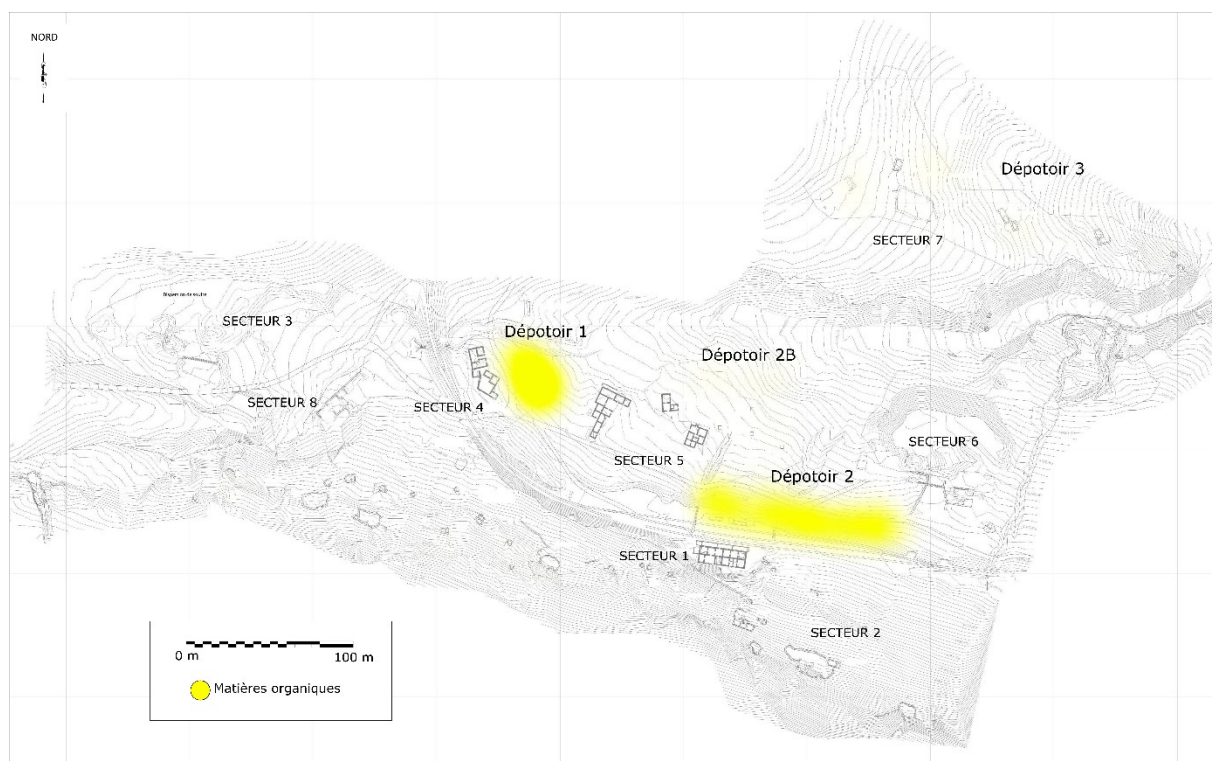 NORD
Dépotoir 3
SECTEUR 7
SECTEUR 3
Dépotoir 1
Dépotoir 2B
SECTEUR 8
SECTEUR 4
SECTEUR 6
SECTEUR 5
Dépotoir 2
SECTEUR 1
SECTEUR 2
0 m 100 m
Matières organiques